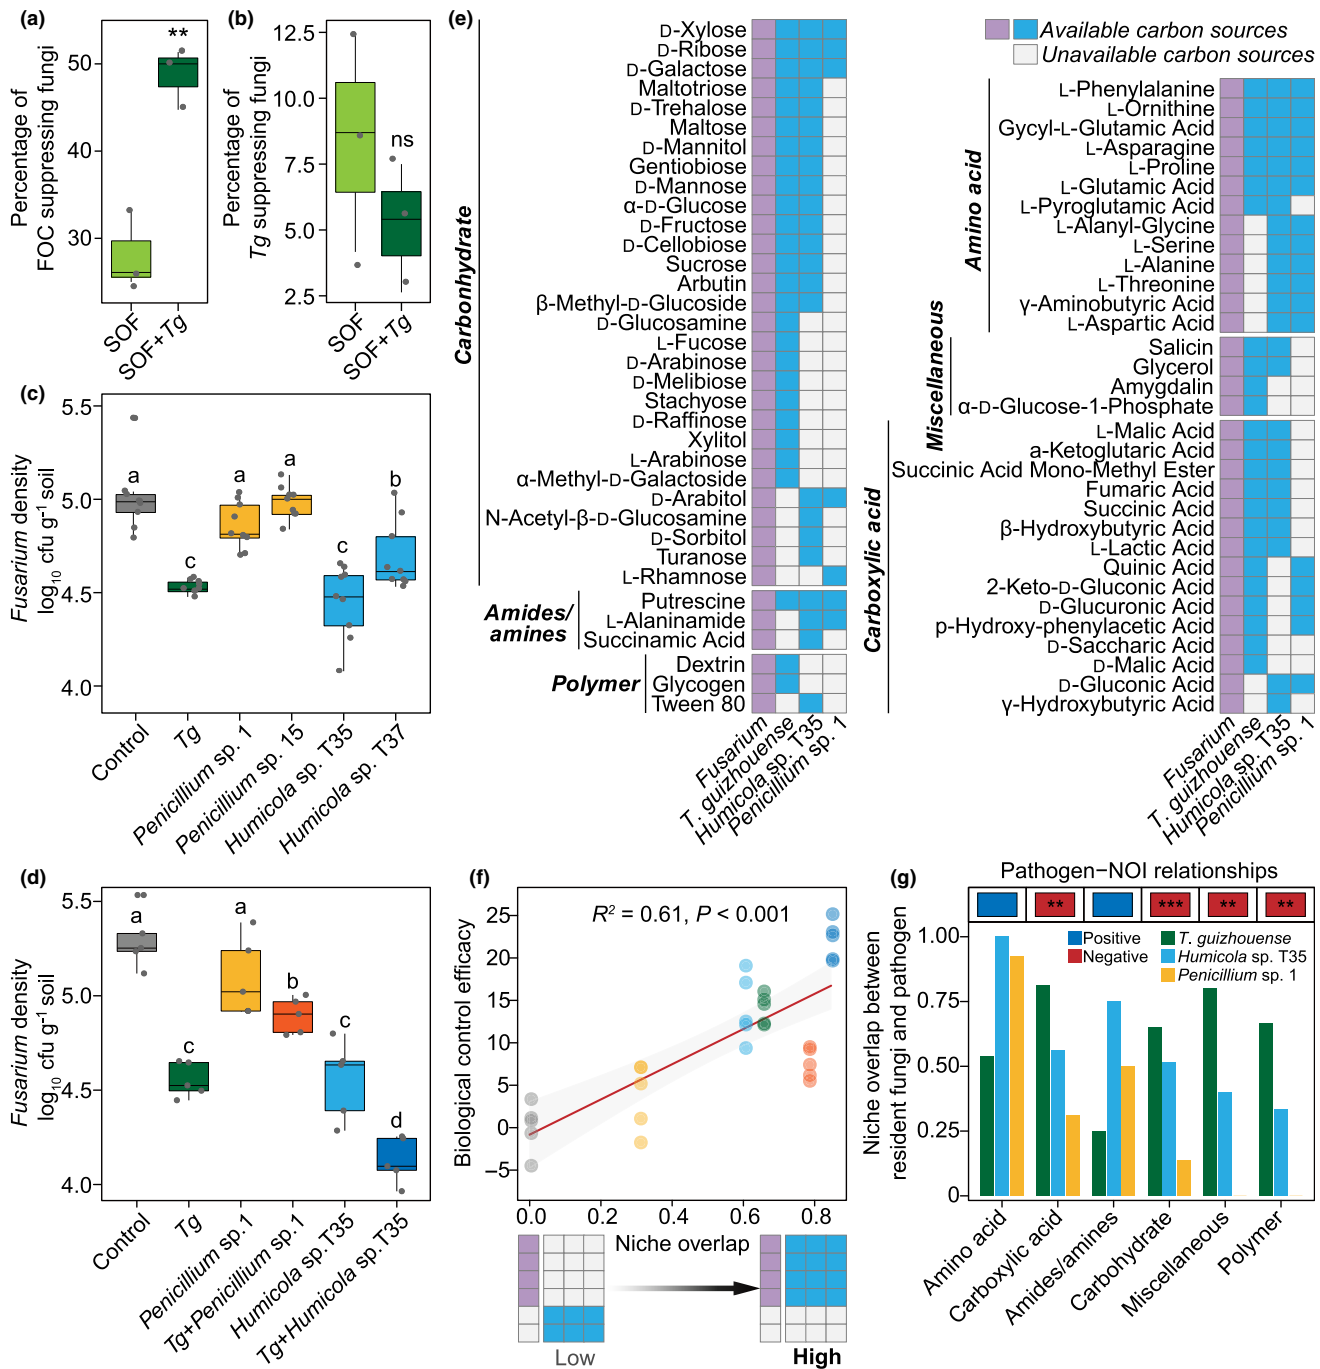 (a)
Percentage of
FOC suppressing fungi
50
30
**
SOF
SOF+Tg
(b)
Percentage of
Tg suppressing fungi
12.5
10.0
7.5
5.0
2.5
ns
SOF
SOF+Tg
(c)
Fusarium density
log10 cfu g−1 soil
5.5
5.0
4.5
4.0
a
c
a
a
c
b
Control
Tg
Penicillium sp. 1
Penicillium sp. 15
Humicola sp. T35
Humicola sp. T37
(d)
Fusarium density
log10 cfu g−1 soil
5.5
5.0
4.5
4.0
a
c
a
b
c
d
Control
Tg
Penicillium sp.1
Tg+Penicillium sp.1
Humicola sp. T35
Tg+Humicola sp. T35
(e)
Carbonhydrate
D-Xylose
D-Ribose
D-Galactose
Maltotriose
D-Trehalose
Maltose
D-Mannitol
Gentiobiose
D-Mannose
α-D-Glucose
D-Fructose
D-Cellobiose
Sucrose
Arbutin
β-Methyl-D-Glucoside
D-Glucosamine
L-Fucose
D-Arabinose
D-Melibiose
Stachyose
D-Raffinose
Xylitol
L-Arabinose
α-Methyl-D-Galactoside
D-Arabitol
N-Acetyl-β-D-Glucosamine
D-Sorbitol
Turanose
L-Rhamnose
Amides/
amines
Putrescine
L-Alaninamide
Succinamic Acid
Polymer
Dextrin
Glycogen
Tween 80
Fusarium
T. guizhouense
Humicola sp. T35
Penicillium sp. 1
Available carbon sources
Unavailable carbon sources
Amino acid
L-Phenylalanine
L-Ornithine
Gycyl-L-Glutamic Acid
L-Asparagine
L-Proline
L-Glutamic Acid
L-Pyroglutamic Acid
L-Alanyl-Glycine
L-Serine
L-Alanine
L-Threonine
γ-Aminobutyric Acid
L-Aspartic Acid
Miscellaneous
Salicin
Glycerol
Amygdalin
α-D-Glucose-1-Phosphate
Carboxylic acid
L-Malic Acid
a-Ketoglutaric Acid
Succinic Acid Mono-Methyl Ester
Fumaric Acid
Succinic Acid
β-Hydroxybutyric Acid
L-Lactic Acid
Quinic Acid
2-Keto-D-Gluconic Acid
D-Glucuronic Acid
p-Hydroxy-phenylacetic Acid
D-Saccharic Acid
D-Malic Acid
D-Gluconic Acid
γ-Hydroxybutyric Acid
Fusarium
T. guizhouense
Humicola sp. T35
Penicillium sp. 1
(f)
Biological control efficacy
R2 = 0.61, P < 0.001
25
20
15
10
5
0
−5
0.0
0.2
0.4
0.6
0.8
Niche overlap
Low
High
(g)
Pathogen−NOI relationships
**
***
**
**
Niche overlap between
resident fungi and pathogen
1.00
0.75
0.50
0.25
0
Positive
Negative
T. guizhouense
Humicola sp. T35
Penicillium sp. 1
Amino acid
Carboxylic acid
Amides/amines
Carbohydrate
Miscellaneous
Polymer